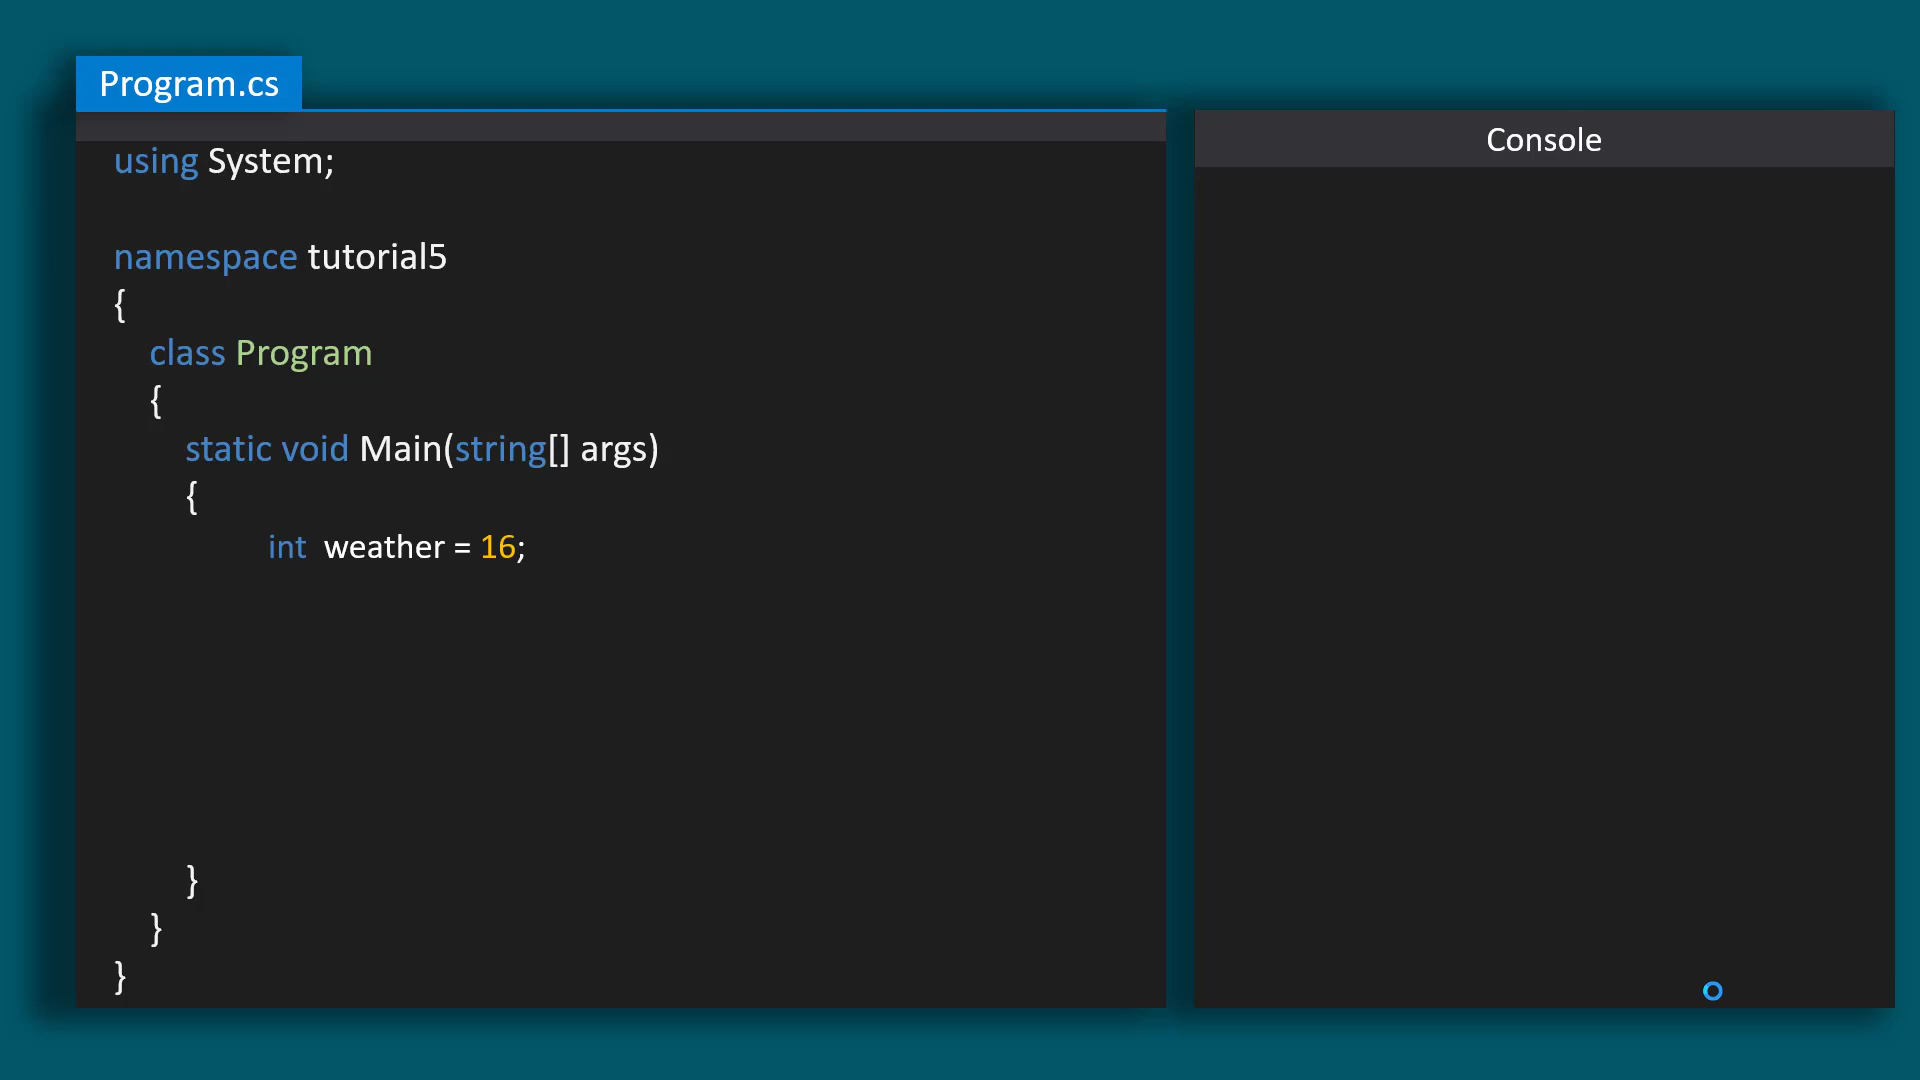 Program.cs
Console
using System;
namespace tutorial5
{
class Program
{
static void Main(string[] args)
{
int  weather = 16;
}
}
}